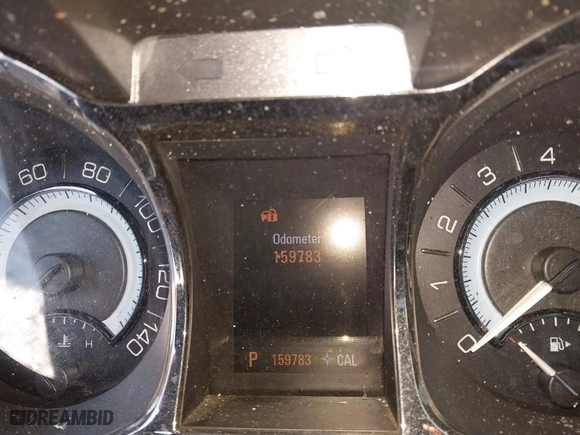 60 80 100 120 140
H
Odometer
159783
P 159783 CAL
0 1 2 3 4
DREAMBID